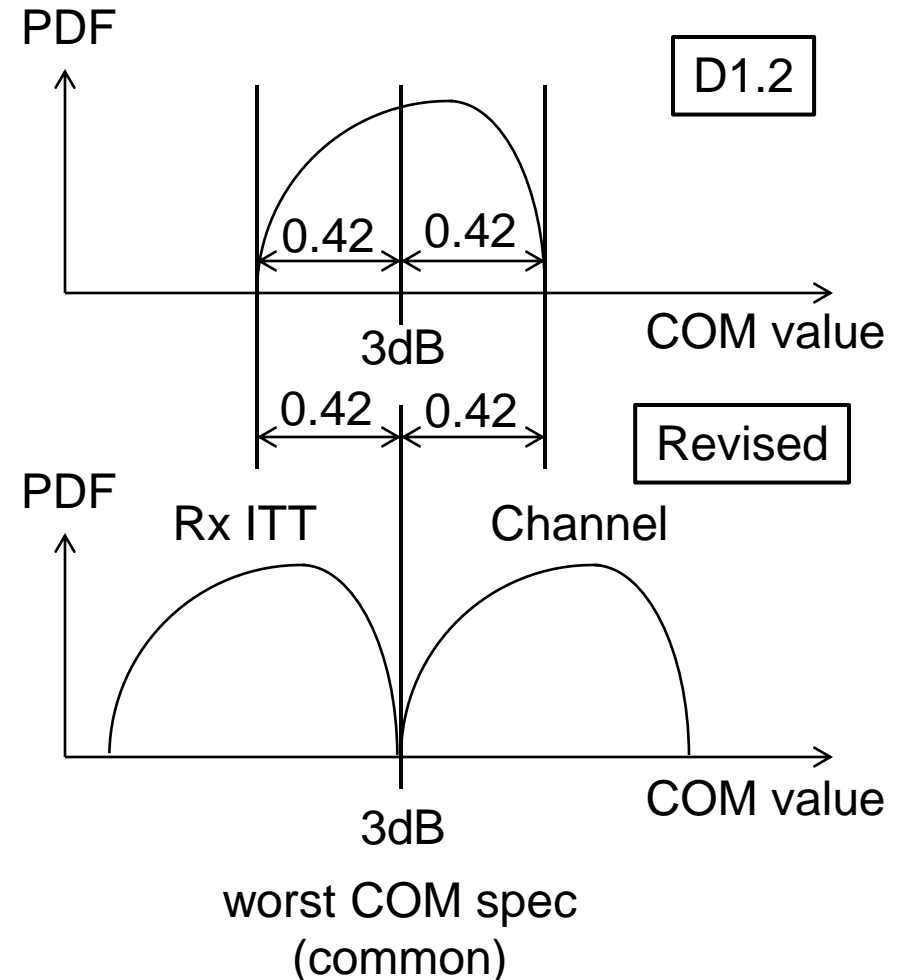 PDF
D1.2
0.42 0.42
3dB
COM value
0.42 0.42
Revised
PDF
Rx ITT Channel
COM value
3dB
worst COM spec
(common)